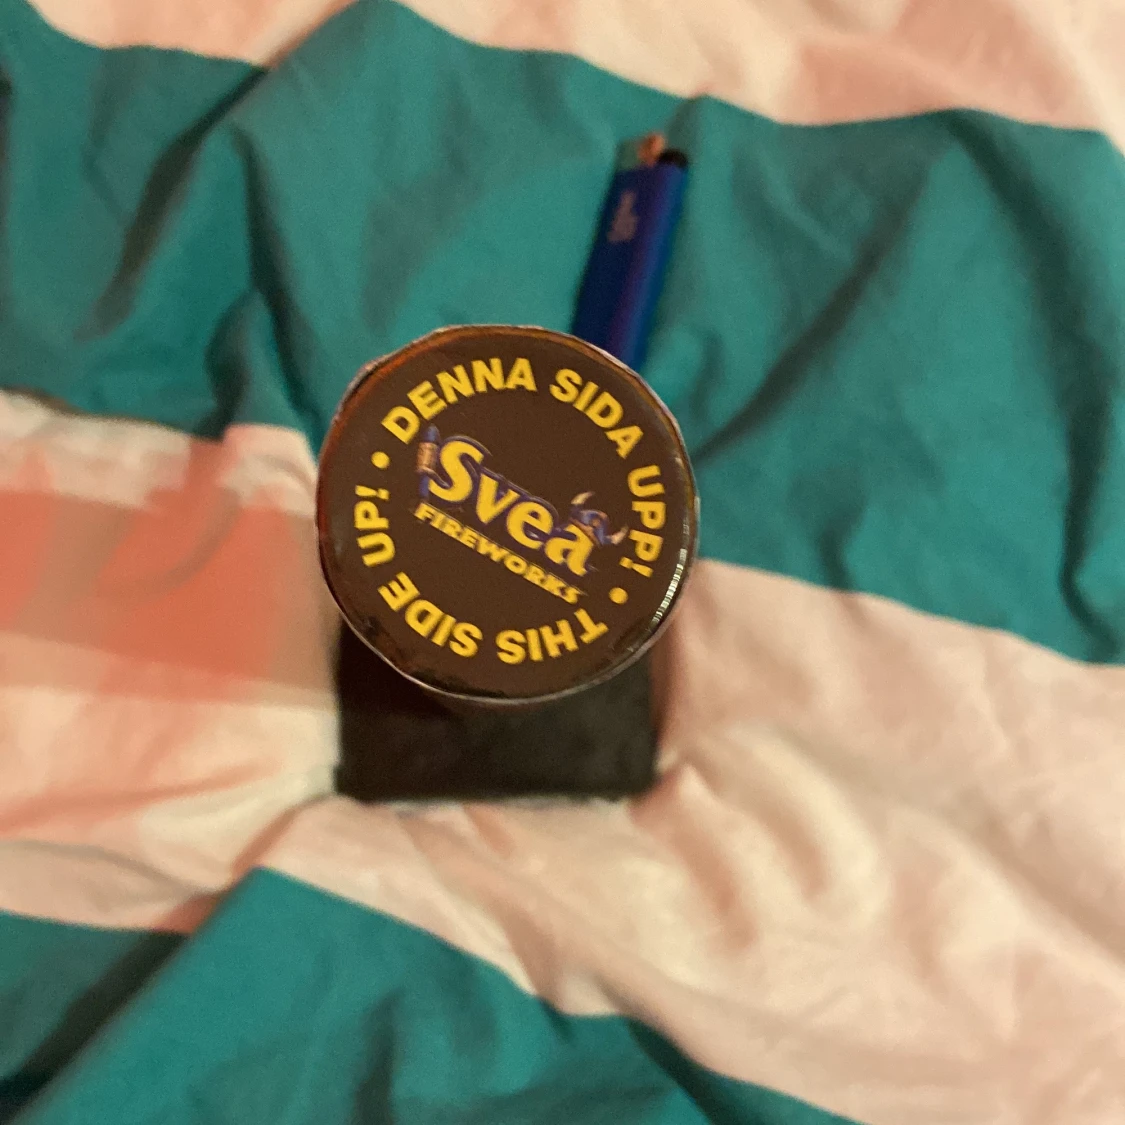 • DENNA SIDA UPP!
Svea
FIREWORKS
• THIS SIDE UP!